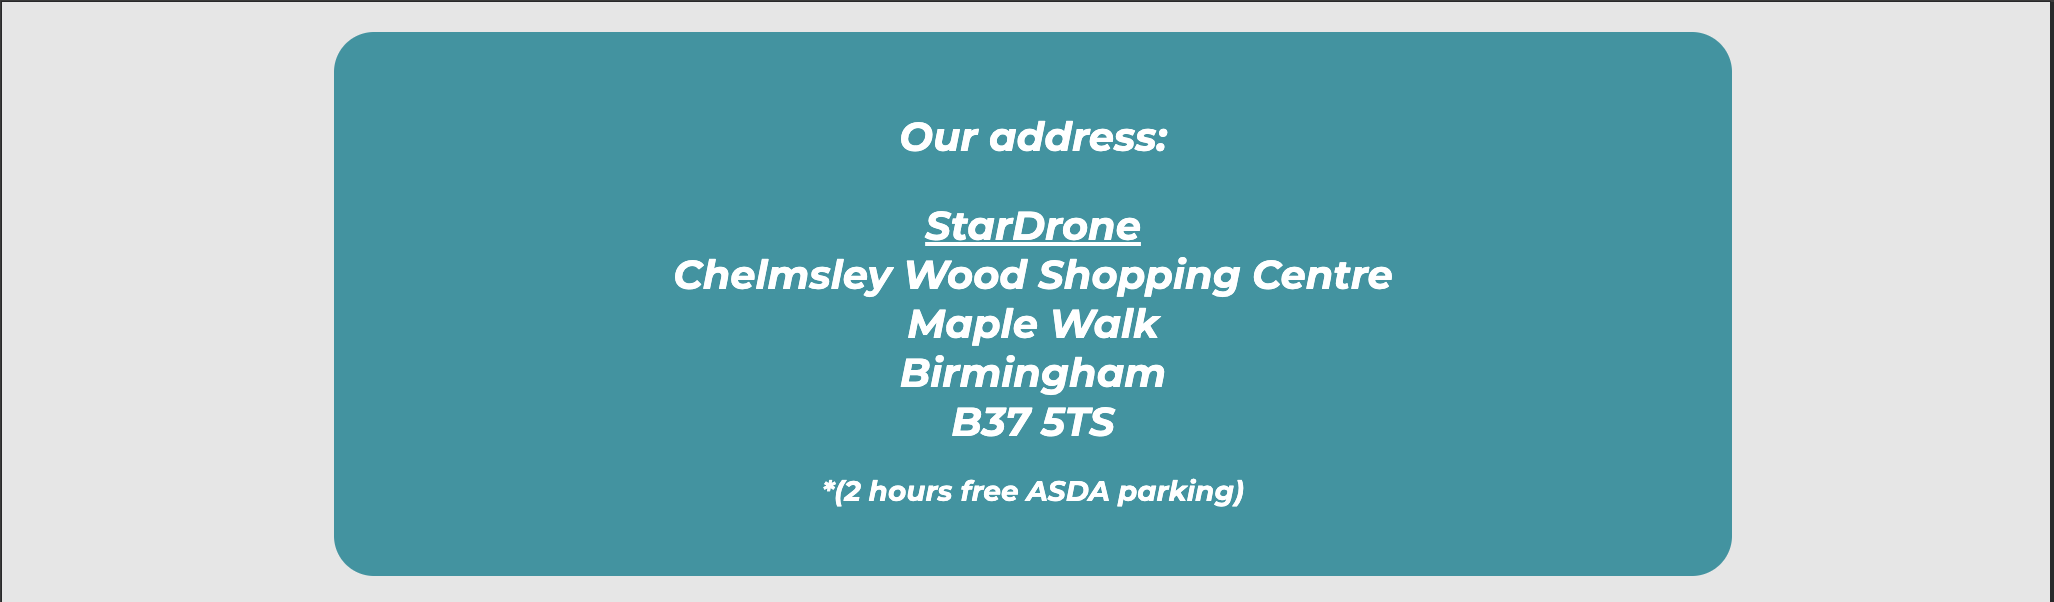 Our address:
StarDrone
Chelmsley Wood Shopping Centre
Maple Walk
Birmingham
B37 5TS
*(2 hours free ASDA parking)